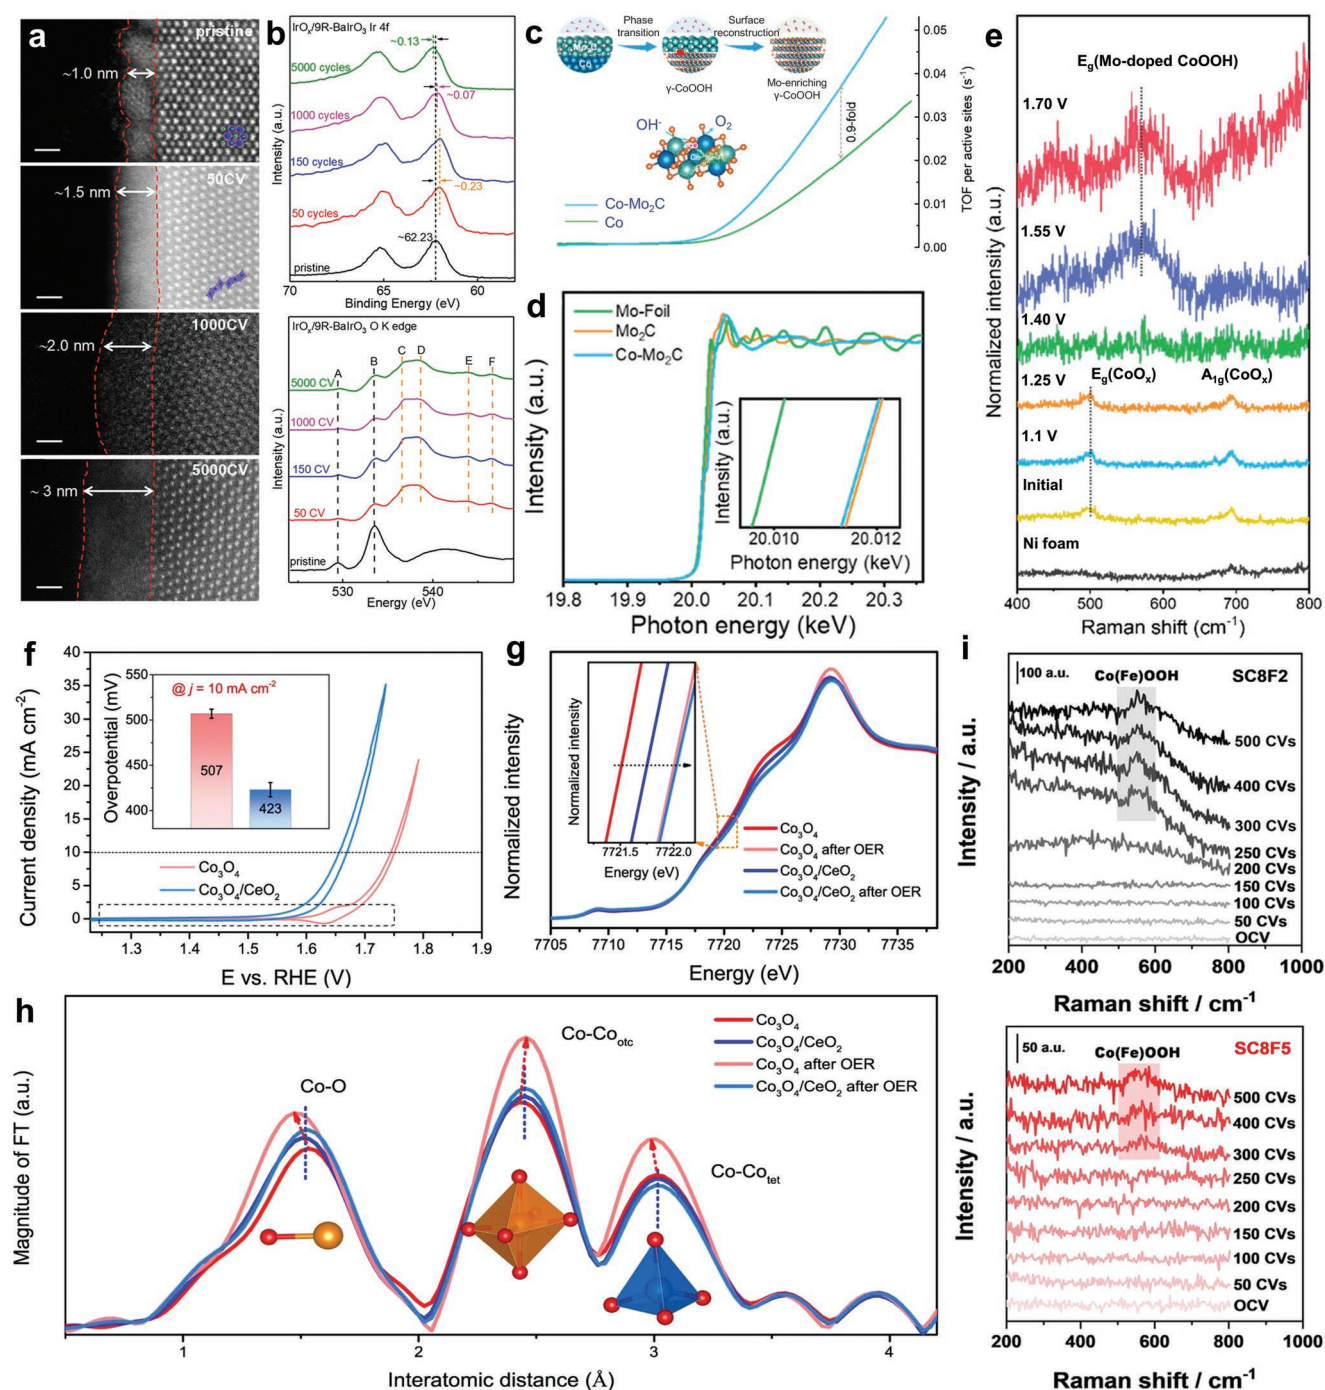 a
pristine
~1.0 nm
50CV
~1.5 nm
1000CV
~2.0 nm
5000CV
~ 3 nm
b
IrOₓ/9R-BaIrO₃ Ir 4f
~0.13
5000 cycles
~0.07
1000 cycles
150 cycles
~0.23
50 cycles
~62.23
pristine
Intensity (a.u.)
70 65 60
Binding Energy (eV)
IrOₓ/9R-BaIrO₃ O K edge
A B C D E F
5000 CV
1000 CV
150 CV
50 CV
pristine
Intensity (a.u.)
530 540
Energy (eV)
c
Phase transition
Surface reconstruction
Co
γ-CoOOH
Mo-enriching
γ-CoOOH
OH⁻
O₂
0.9-fold
Co-Mo₂C
Co
0.05
0.04
0.03
0.02
0.01
0.00
TOF per active sites (s⁻¹)
d
Mo-Foil
Mo₂C
Co-Mo₂C
Intensity (a.u.)
Intensity (a.u.)
20.010 20.012
Photon energy (keV)
19.8 19.9 20.0 20.1 20.2 20.3
Photon energy (keV)
e
E_g(Mo-doped CoOOH)
1.70 V
1.55 V
1.40 V
E_g(CoOₓ) A₁g(CoOₓ)
1.25 V
1.1 V
Initial
Ni foam
Normalized intensity (a.u.)
400 500 600 700 800
Raman shift (cm⁻¹)
f
40
35
30
25
20
15
10
5
0
Current density (mA cm⁻²)
@ j = 10 mA cm⁻²
550
500
450
400
Overpotential (mV)
507
423
Co₃O₄
Co₃O₄/CeO₂
1.3 1.4 1.5 1.6 1.7 1.8 1.9
E vs. RHE (V)
g
Normalized intensity
Normalized intensity
7721.5 7722.0
Energy (eV)
Co₃O₄
Co₃O₄ after OER
Co₃O₄/CeO₂
Co₃O₄/CeO₂ after OER
7705 7710 7715 7720 7725 7730 7735
Energy (eV)
h
Magnitude of FT (a.u.)
Co-O
Co-Co_otc
Co-Co_tet
Co₃O₄
Co₃O₄/CeO₂
Co₃O₄ after OER
Co₃O₄/CeO₂ after OER
1 2 3 4
Interatomic distance (Å)
i
100 a.u.
Co(Fe)OOH
SC8F2
500 CVs
400 CVs
300 CVs
250 CVs
200 CVs
150 CVs
100 CVs
50 CVs
OCV
Intensity / a.u.
200 400 600 800 1000
Raman shift / cm⁻¹
50 a.u.
Co(Fe)OOH
SC8F5
500 CVs
400 CVs
300 CVs
250 CVs
200 CVs
150 CVs
100 CVs
50 CVs
OCV
Intensity / a.u.
200 400 600 800 1000
Raman shift / cm⁻¹